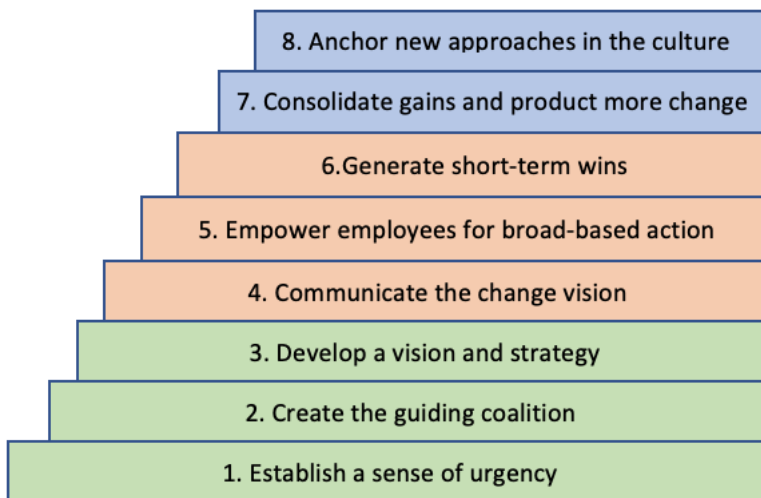 8. Anchor new approaches in the culture
7. Consolidate gains and product more change
6.Generate short-term wins
5. Empower employees for broad-based action
4. Communicate the change vision
3. Develop a vision and strategy
2. Create the guiding coalition
1. Establish a sense of urgency